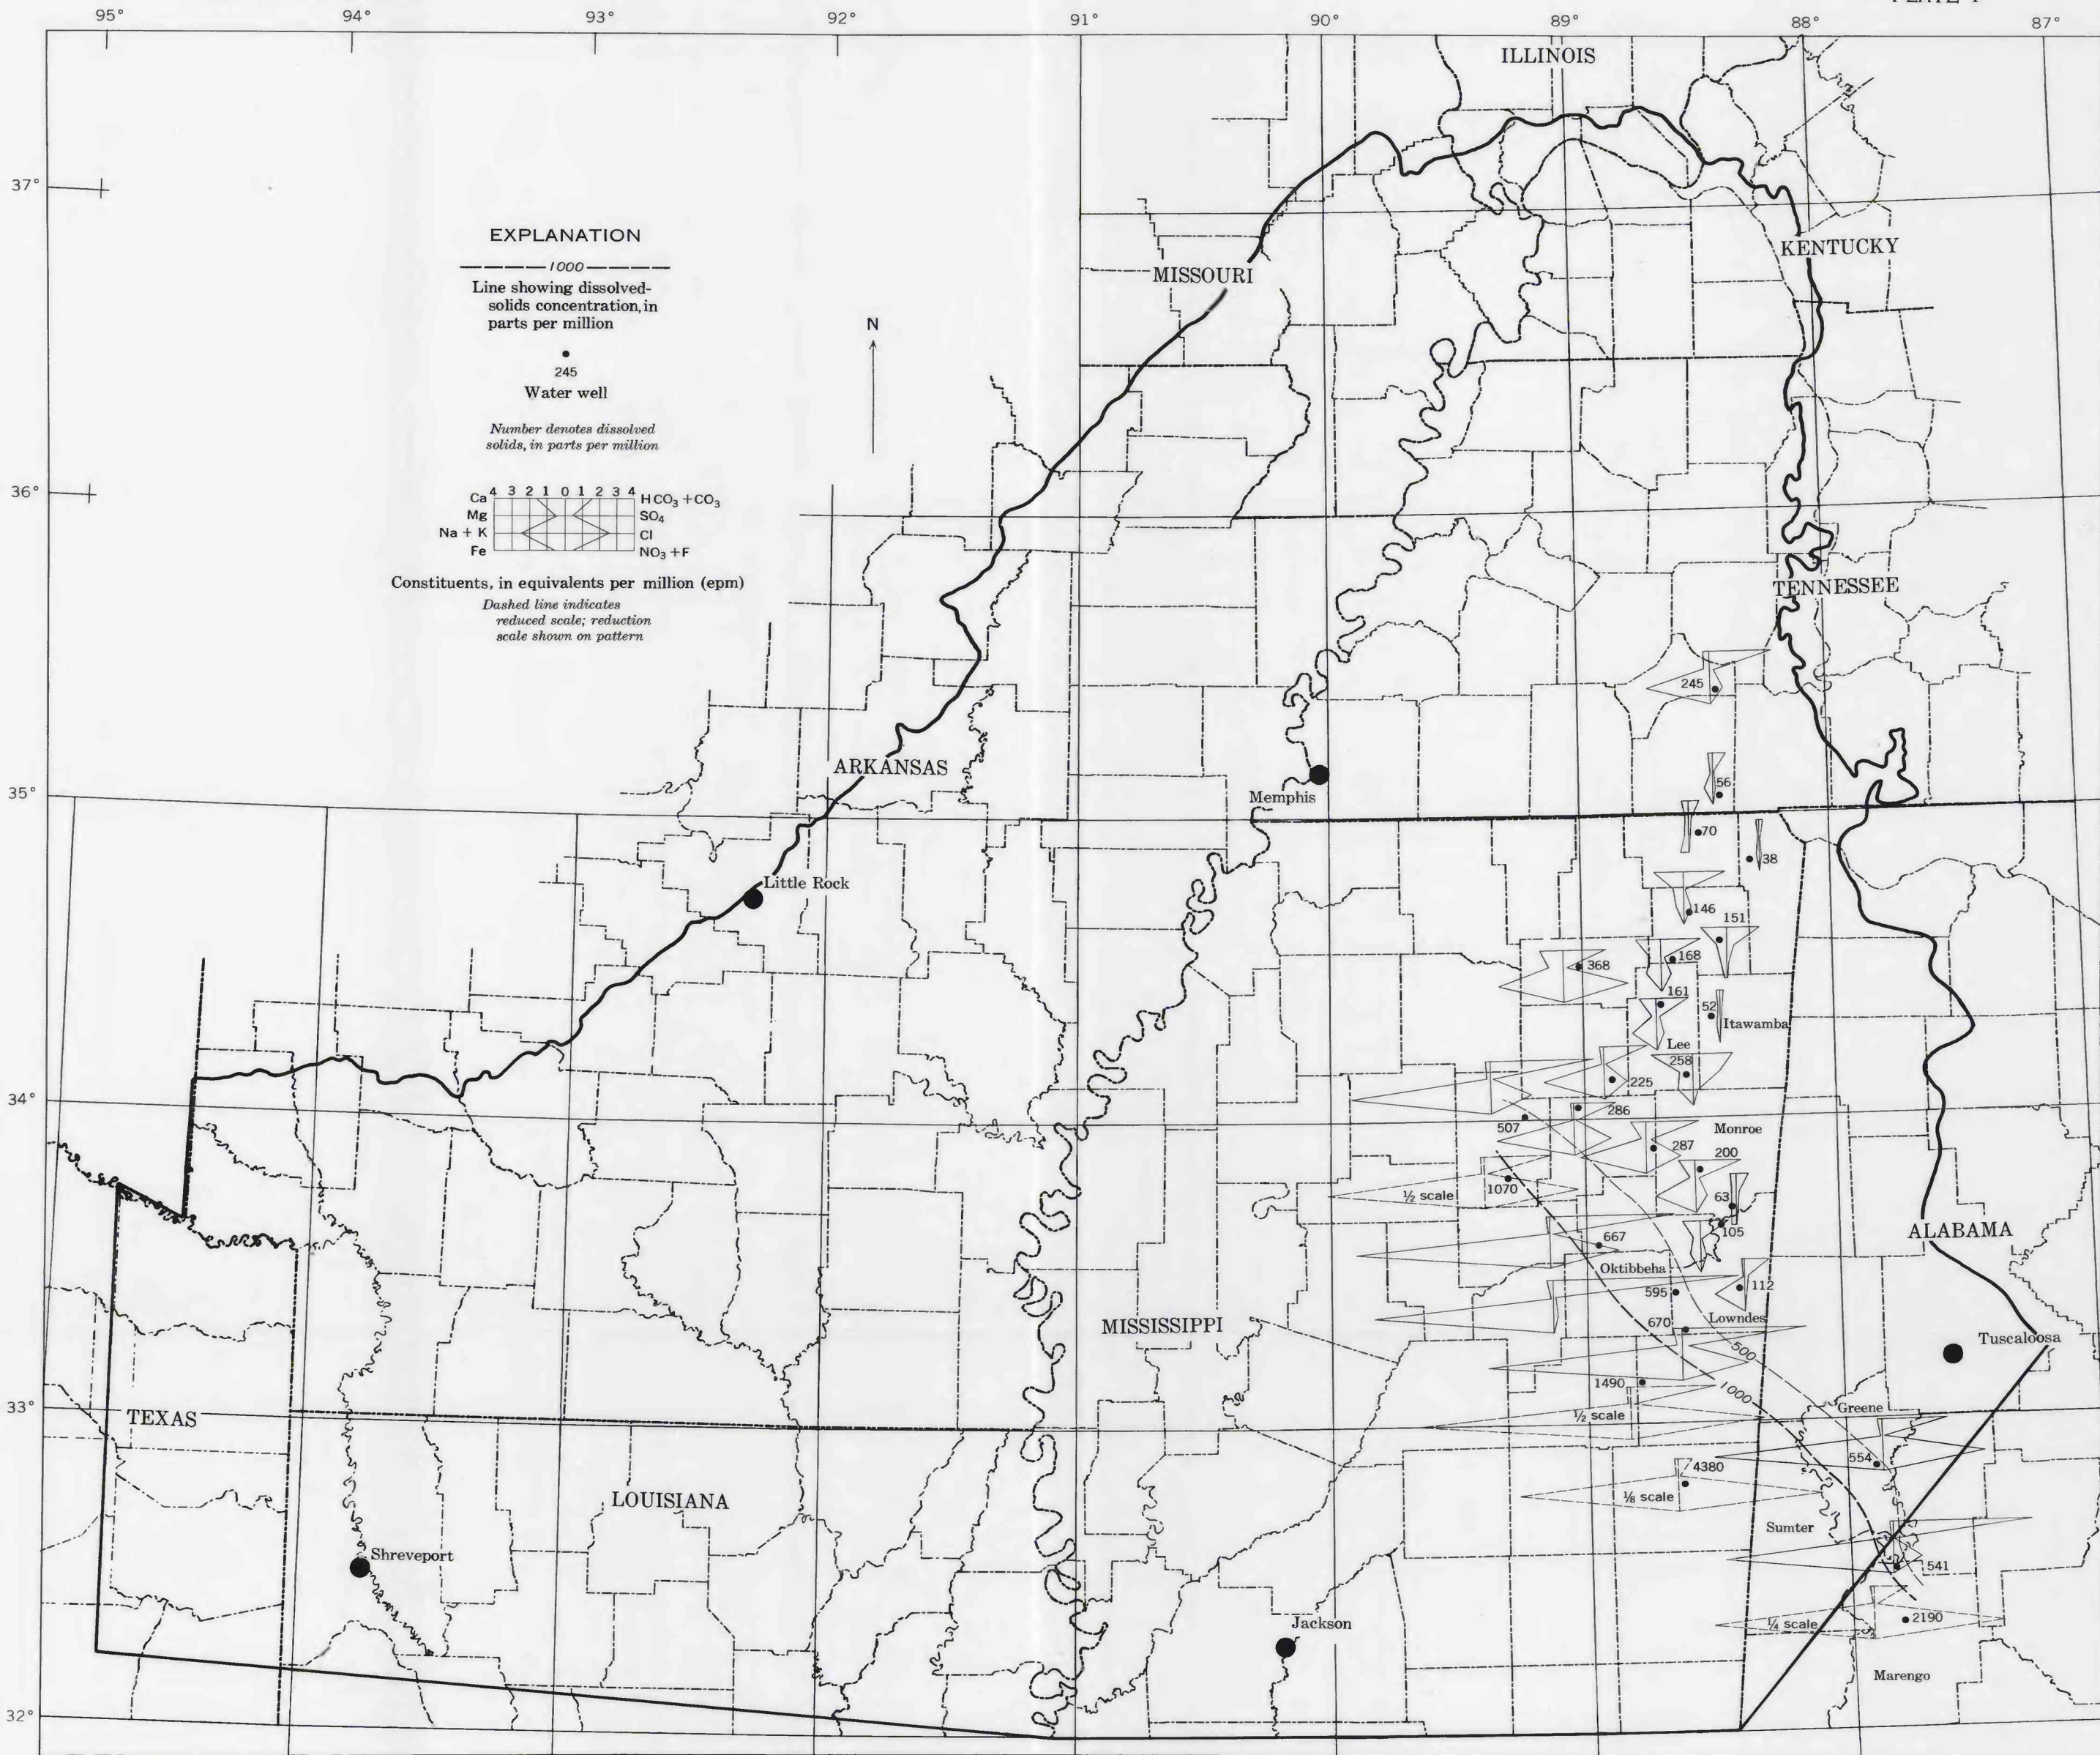 95° 94° 93° 92° 91° 90° 89° 88° 87°
ILLINOIS
37°
EXPLANATION
1000
Line showing dissolved-
solids concentration, in
parts per million
245
Water well
Number denotes dissolved
solids, in parts per million
4 3 2 1 0 1 2 3 4
Ca HCO3 + CO3
Mg SO4
Na + K Cl
Fe NO3 + F
Constituents, in equivalents per million (epm)
Dashed line indicates
reduced scale; reduction
scale shown on pattern
N
MISSOURI
KENTUCKY
36°
TENNESSEE
245
ARKANSAS
35°
Memphis
56
70
38
Little Rock
146
151
368
168
161
52
Itawamba
Lee
258
225
34°
286
507
Monroe
287
200
1070
½ scale
63
105
ALABAMA
667
Oktibbeha
112
595
670
Lowndes
MISSISSIPPI
Tuscaloosa
500
1490
1000
33°
TEXAS
½ scale
Greene
554
4380
⅛ scale
LOUISIANA
Sumter
Shreveport
541
2190
¼ scale
Jackson
Marengo
32°